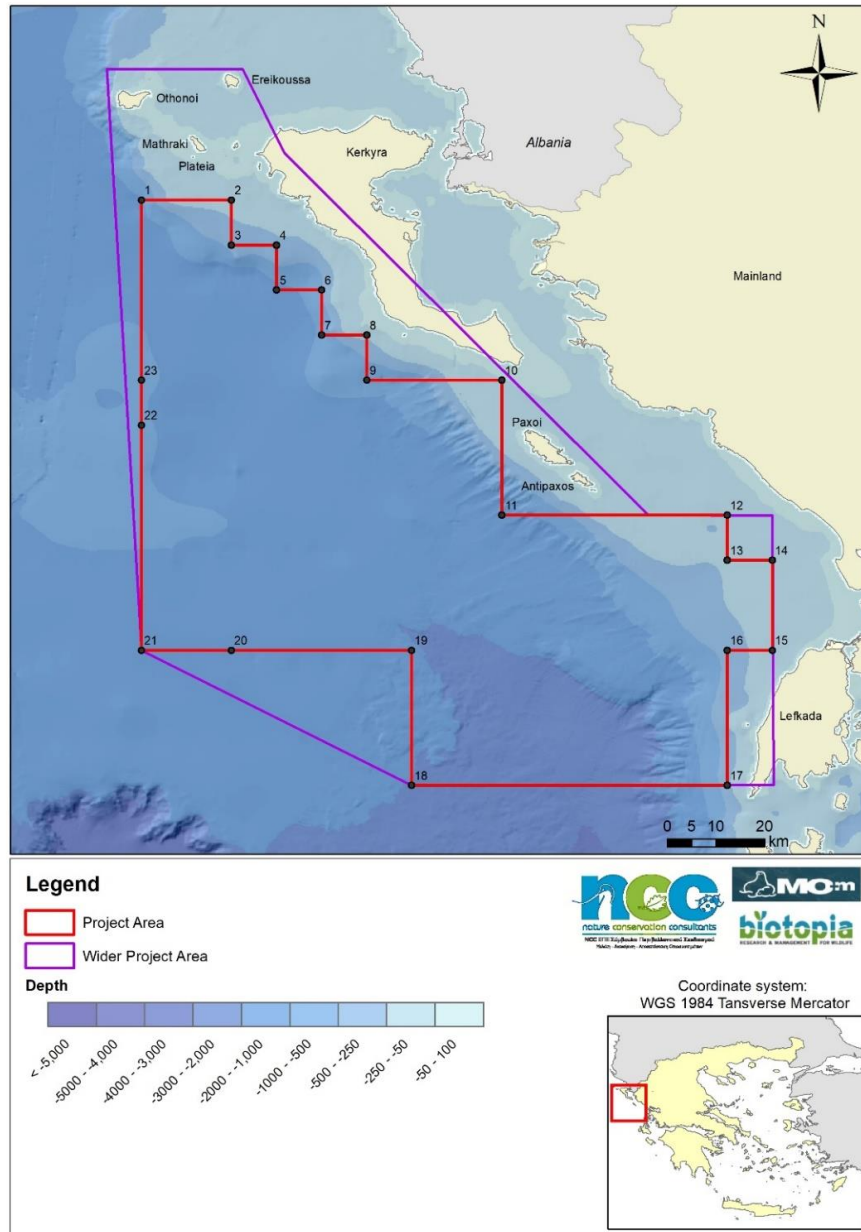 N
Ereikoussa
Othonoi
Albania
Mathraki
Kerkyra
Plateia
1
2
3
4
Mainland
5
6
7
8
23
9
10
22
Paxoi
Antipaxos
11
12
13
14
21
20
19
16
15
Lefkada
18
17
0 5 10 20
km
Legend
Project Area
Wider Project Area
Depth
< -5,000
-5000 - -4,000
-4000 - -3,000
-3000 - -2,000
-2000 - -1,000
-1000 - -500
-500 - -250
-250 - -50
-50 - 100
ncc
nature conservation consultants
MC:m
biotopia
RESEARCH & MANAGEMENT FOR WILDLIFE
Coordinate system:
WGS 1984 Tansverse Mercator